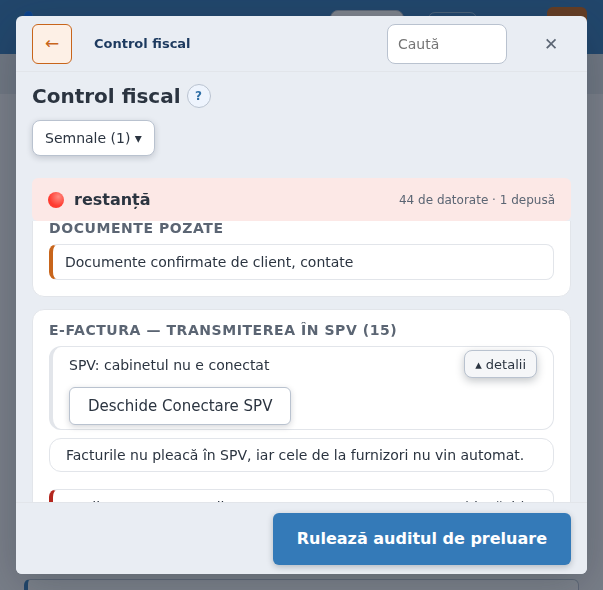 ← Control fiscal Caută ✕
Control fiscal ?
Semnale (1) ▾
restanță 44 de datorate · 1 depusă
DOCUMENTE POZATE
Documente confirmate de client, contate
E-FACTURA — TRANSMITEREA ÎN SPV (15)
SPV: cabinetul nu e conectat ▴ detalii
Deschide Conectare SPV
Facturile nu pleacă în SPV, iar cele de la furnizori nu vin automat.
Rulează auditul de preluare